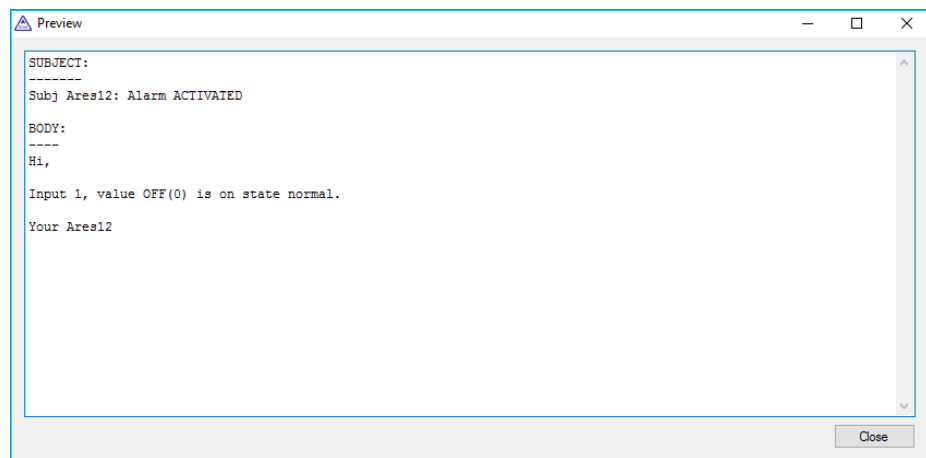 Preview
SUBJECT:
-------
Subj Ares12: Alarm ACTIVATED
BODY:
----
Hi,
Input 1, value OFF(0) is on state normal.
Your Ares12
Close